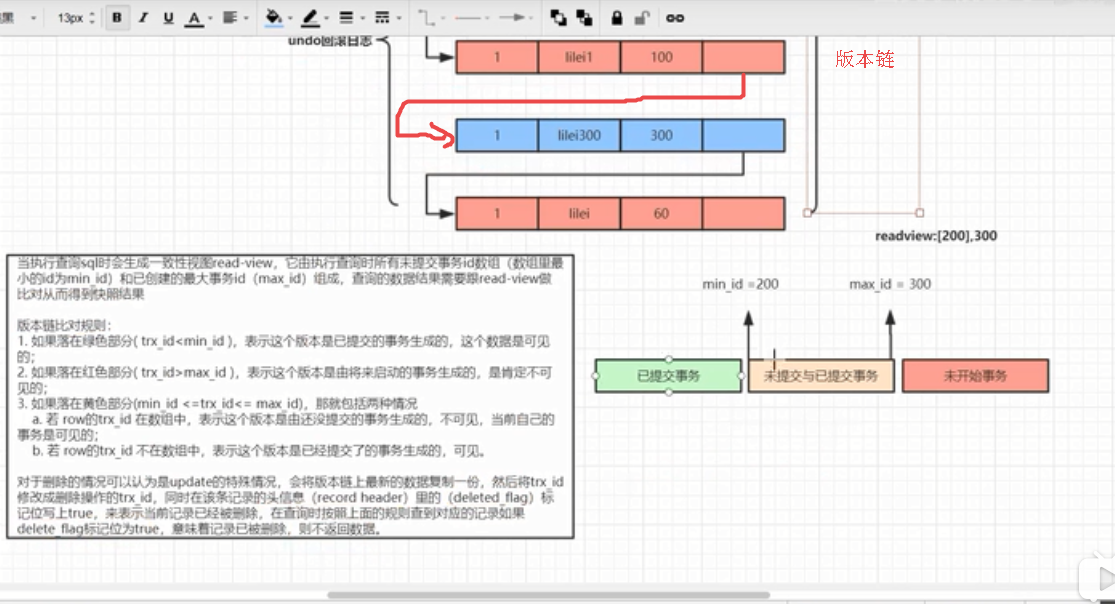 黑
13px
B
I
U
A
undo回滚日志
1 lilei1 100
版本链
1 lilei300 300
1 lilei 60
readview:[200],300
当执行查询sql时会生成一致性视图read-view，它由执行查询时所有未提交事务id数组（数组里最
小的id为min_id）和已创建的最大事务id（max_id）组成，查询的数据结果需要跟read-view做
比对从而得到快照结果
版本链比对规则：
1. 如果落在绿色部分( trx_id<min_id )，表示这个版本是已提交的事务生成的，这个数据是可见
的;
2. 如果落在红色部分( trx_id>max_id )，表示这个版本是由将来启动的事务生成的，是肯定不可
见的;
3. 如果落在黄色部分(min_id <=trx_id<= max_id)，那就包括两种情况
a. 若 row的trx_id 在数组中，表示这个版本是由还没提交的事务生成的，不可见，当前自己的
事务是可见的;
b. 若 row的trx_id 不在数组中，表示这个版本是已经提交了的事务生成的，可见。
对于删除的情况可以认为是update的特殊情况，会将版本链上最新的数据复制一份，然后将trx_id
修改成删除操作的trx_id，同时在该条记录的头信息（record header）里的（deleted_flag）标
记位写上true，来表示当前记录已经被删除，在查询时按照上面的规则查到对应的记录如果
delete_flag标记位为true，意味着记录已被删除，则不返回数据。
min_id =200
max_id = 300
已提交事务
未提交与已提交事务
未开始事务